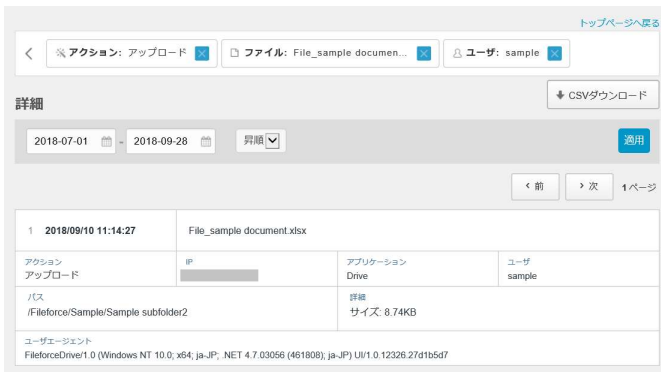 トップページへ戻る
アクション: アップロード ファイル: File_sample documen... ユーザ: sample
CSVダウンロード
詳細
2018-07-01 - 2018-09-28 昇順 適用
前 次 1 ページ
1 2018/09/10 11:14:27 File_sample document.xlsx
アクション IP アプリケーション ユーザ
アップロード Drive sample
パス 詳細
/Fileforce/Sample/Sample subfolder2 サイズ: 8.74KB
ユーザエージェント
FileforceDrive/1.0 (Windows NT 10.0; x64; ja-JP; .NET 4.7.03056 (461808); ja-JP) UI/1.0.12326.27d1b5d7